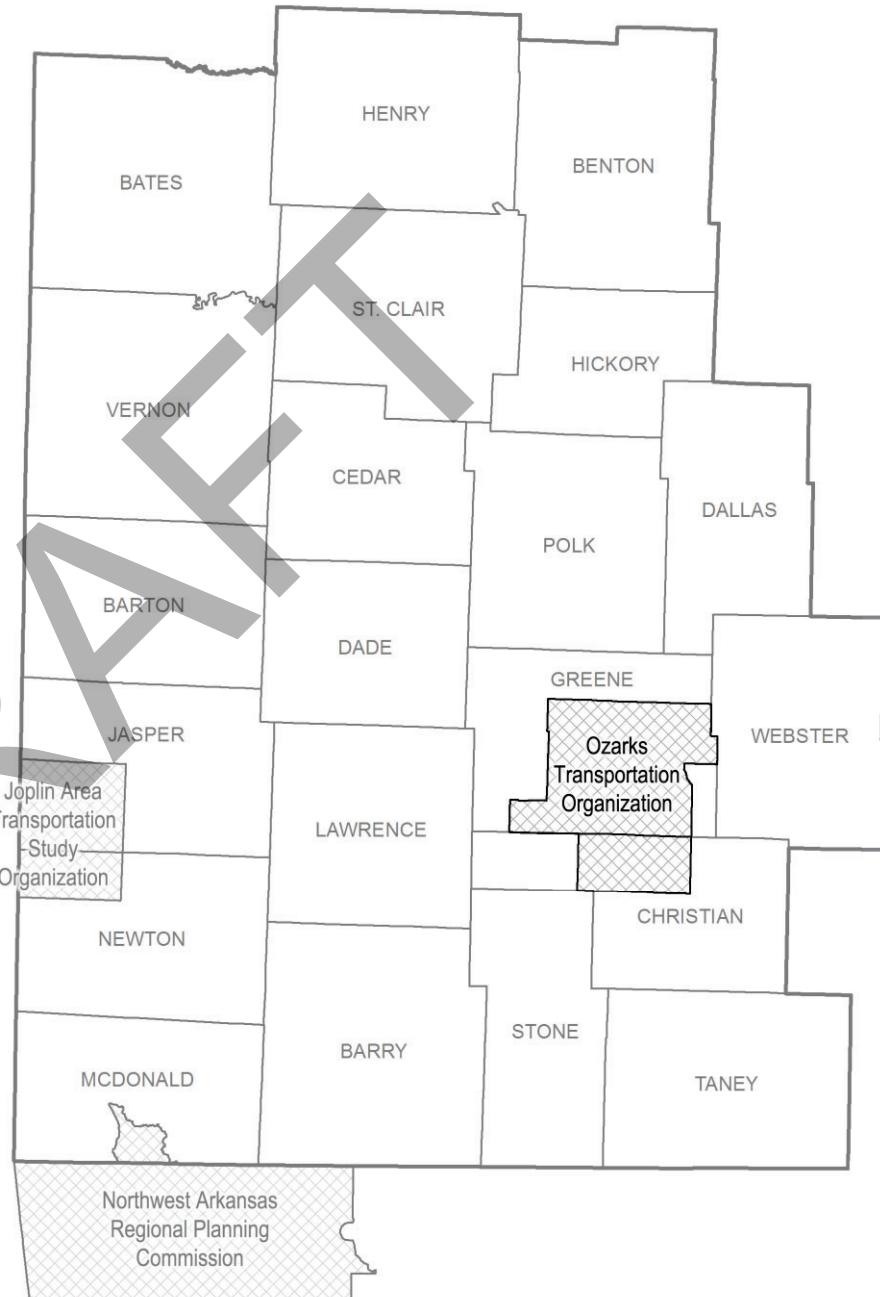 HENRY
BENTON
BATES
ST. CLAIR
HICKORY
VERNON
CEDAR
DALLAS
POLK
BARTON
DADE
GREENE
JASPER
WEBSTER
Ozarks
Transportation
Organization
Joplin Area
Transportation
Study
Organization
LAWRENCE
CHRISTIAN
NEWTON
STONE
BARRY
MCDONALD
TANEY
Northwest Arkansas
Regional Planning
Commission
RAFT